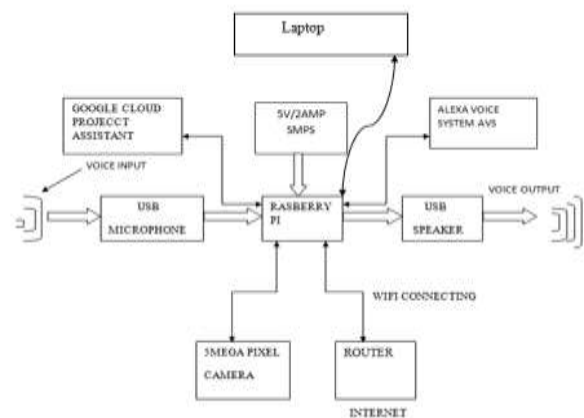 Laptop
GOOGLE CLOUD
PROJECCT
ASSISTANT
5V/2AMP
SMPS
ALEXA VOICE
SYSTEM AVS
VOICE INPUT
VOICE OUTPUT
USB
MICROPHONE
RASBERRY
PI
USB
SPEAKER
WIFI CONNECTING
5MEGA PIXEL
CAMERA
ROUTER
INTERNET